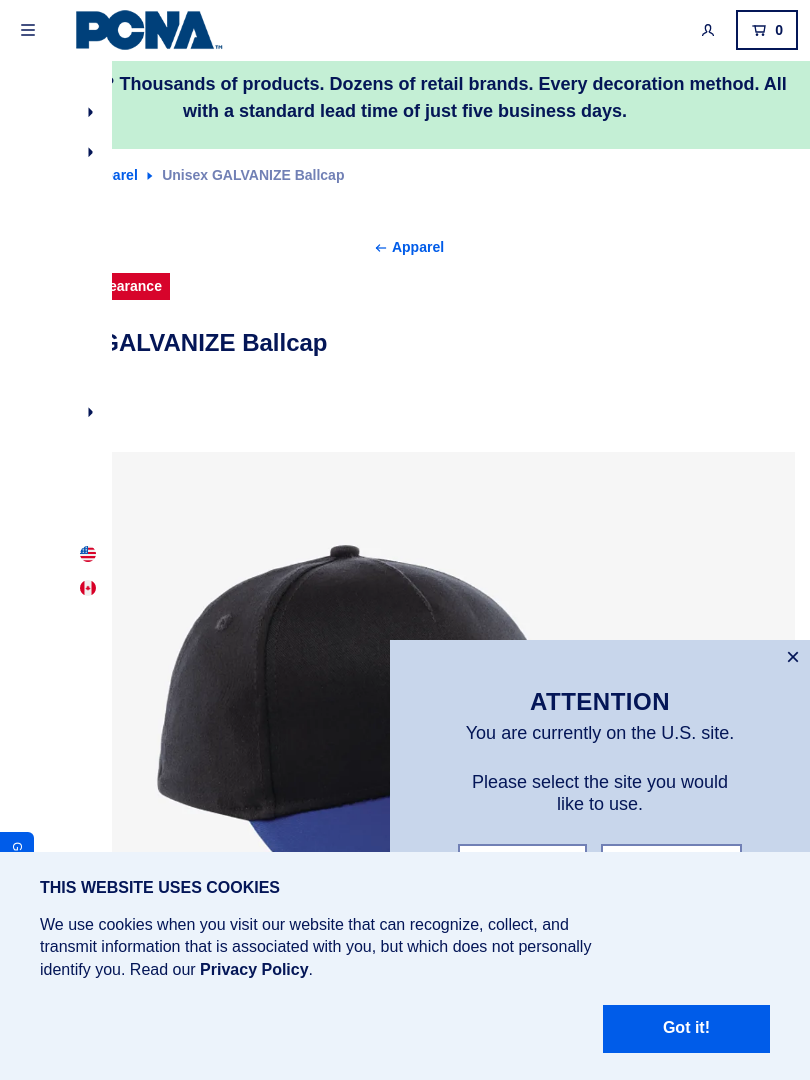 PCNA™
0
Thousands of products. Dozens of retail brands. Every decoration method. All
with a standard lead time of just five business days.
Unisex GALVANIZE Ballcap
Apparel
GALVANIZE Ballcap
ATTENTION
You are currently on the U.S. site.
Please select the site you would
like to use.
G
THIS WEBSITE USES COOKIES
We use cookies when you visit our website that can recognize, collect, and
transmit information that is associated with you, but which does not personally
identify you. Read our Privacy Policy.
Got it!